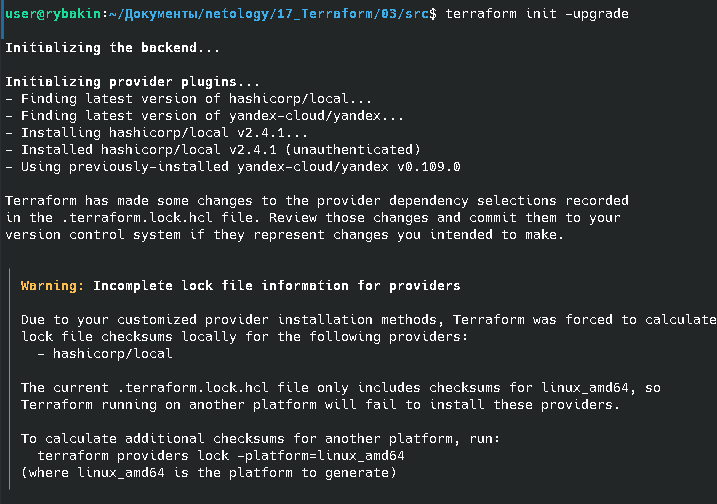 user@rybakin:~/Документы/netology/17_Terraform/03/src$ terraform init -upgrade
Initializing the backend...
Initializing provider plugins...
- Finding latest version of hashicorp/local...
- Finding latest version of yandex-cloud/yandex...
- Installing hashicorp/local v2.4.1...
- Installed hashicorp/local v2.4.1 (unauthenticated)
- Using previously-installed yandex-cloud/yandex v0.109.0
Terraform has made some changes to the provider dependency selections recorded
in the .terraform.lock.hcl file. Review those changes and commit them to your
version control system if they represent changes you intended to make.
Warning: Incomplete lock file information for providers
Due to your customized provider installation methods, Terraform was forced to calculate
lock file checksums locally for the following providers:
- hashicorp/local
The current .terraform.lock.hcl file only includes checksums for linux_amd64, so
Terraform running on another platform will fail to install these providers.
To calculate additional checksums for another platform, run:
terraform providers lock -platform=linux_amd64
(where linux_amd64 is the platform to generate)